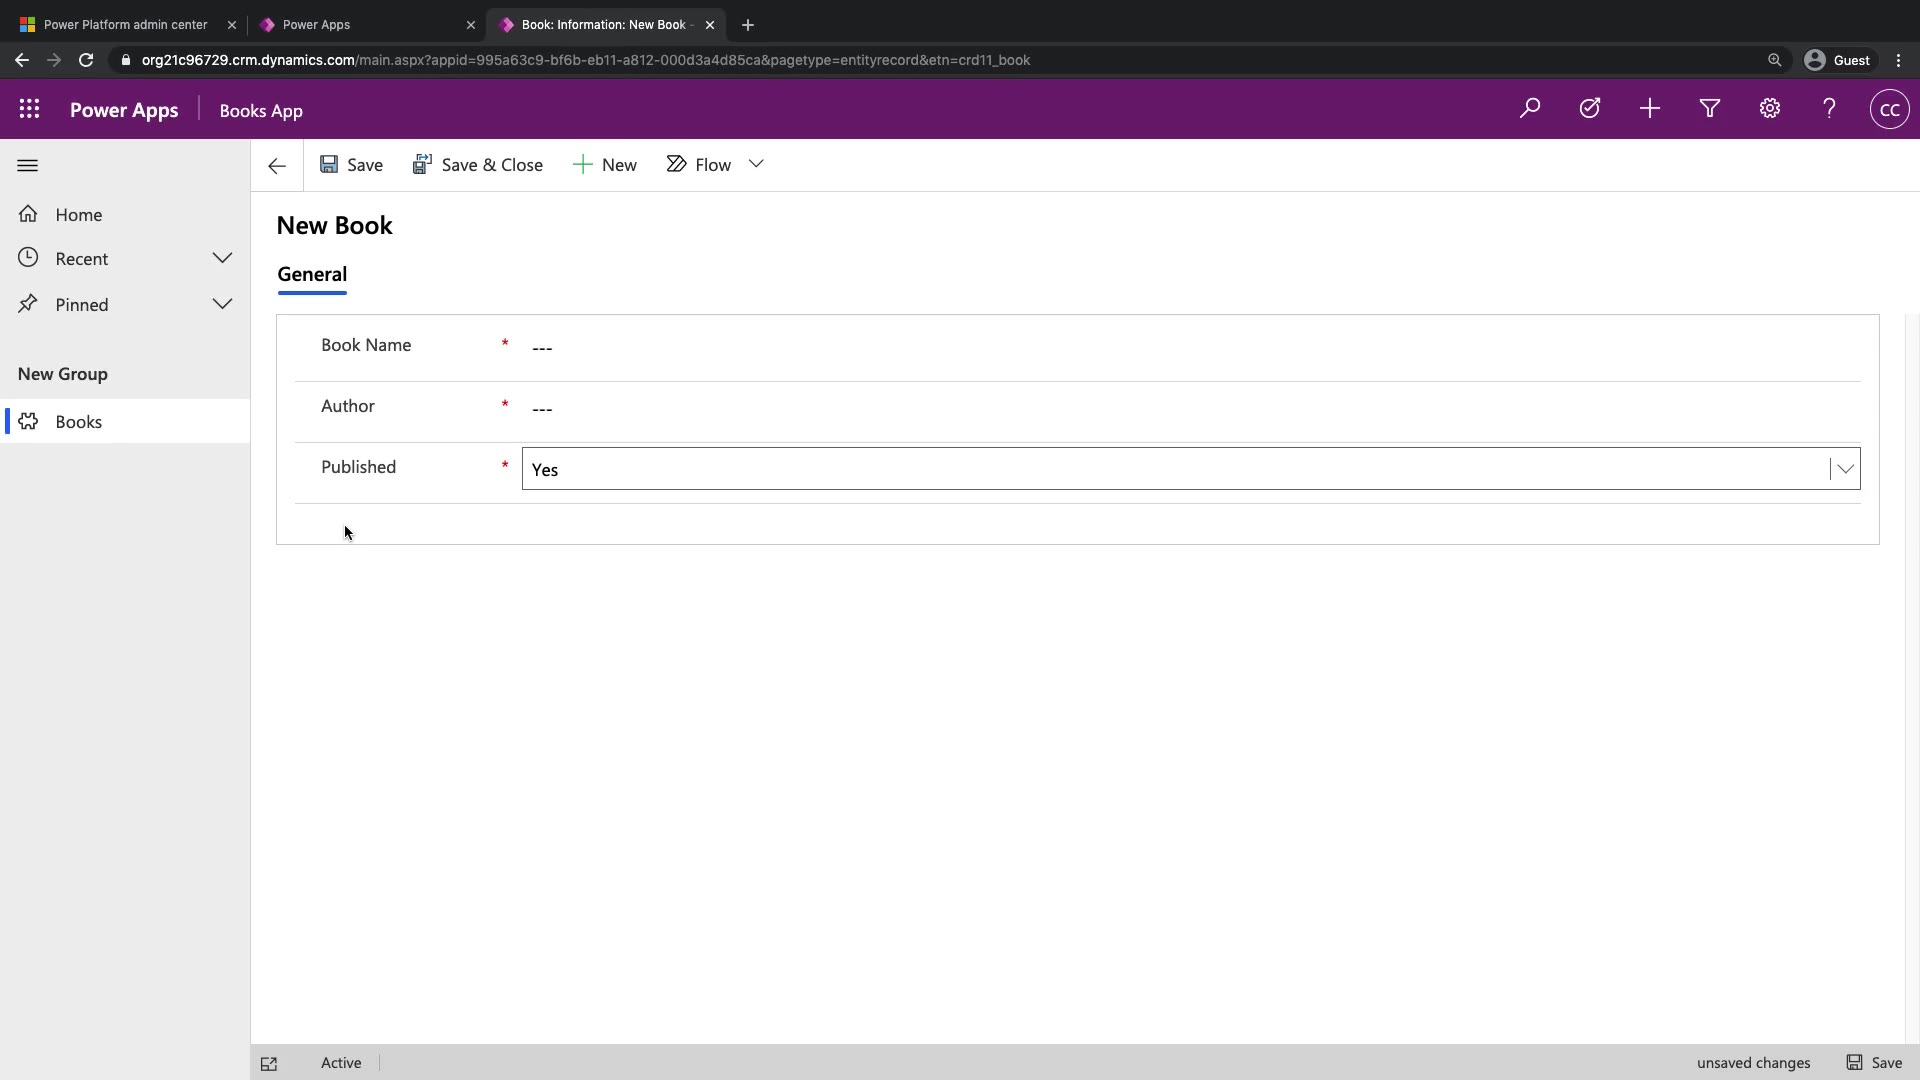 Power Platform admin center
Power Apps
Book: Information: New Book -
org21c96729.crm.dynamics.com/main.aspx?appid=995a63c9-bf6b-eb11-a812-000d3a4d85ca&pagetype=entityrecord&etn=crd11_book
Guest
Power Apps
Books App
CC
Save
Save & Close
New
Flow
Home
Recent
Pinned
New Group
Books
New Book
General
Book Name * ---
Author * ---
Published * Yes
Active
unsaved changes
Save